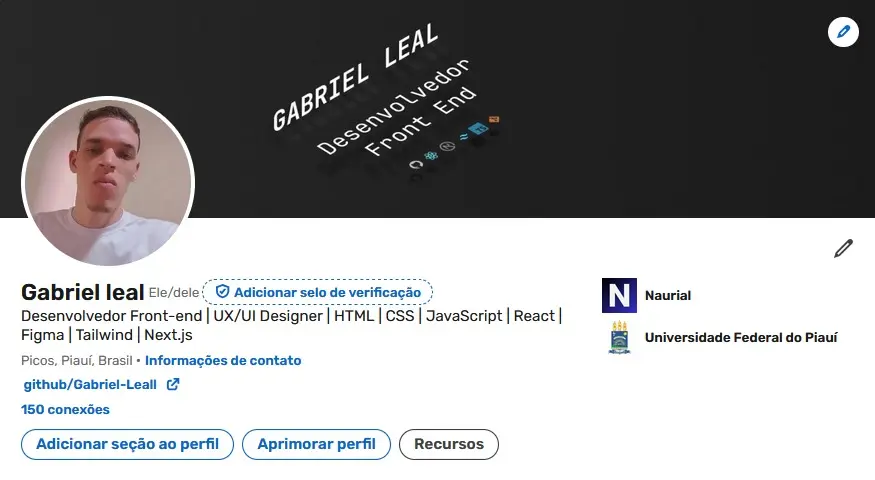 GABRIEL LEAL
Desenvolvedor
Front End
Gabriel leal Ele/dele Adicionar selo de verificação
Desenvolvedor Front-end | UX/UI Designer | HTML | CSS | JavaScript | React |
Figma | Tailwind | Next.js
Picos, Piauí, Brasil • Informações de contato
github/Gabriel-Leall
150 conexões
Adicionar seção ao perfil
Aprimorar perfil
Recursos
N Naurial
Universidade Federal do Piauí